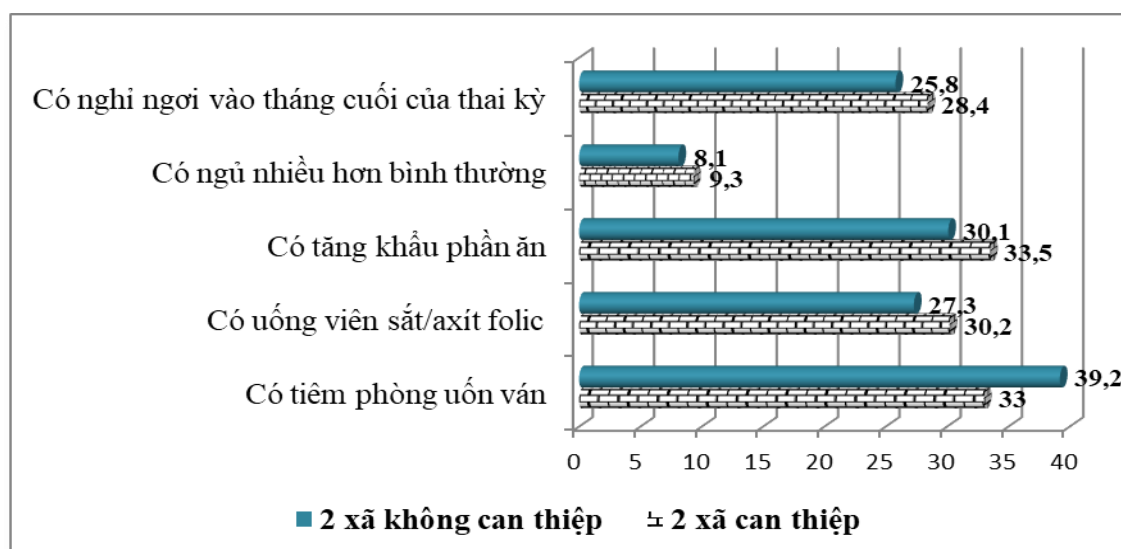 Có nghỉ ngơi vào tháng cuối của thai kỳ
25,8
28,4
Có ngủ nhiều hơn bình thường
8,1
9,3
Có tăng khẩu phần ăn
30,1
33,5
Có uống viên sắt/axít folic
27,3
30,2
Có tiêm phòng uốn ván
39,2
33
0 5 10 15 20 25 30 35 40
2 xã không can thiệp 2 xã can thiệp